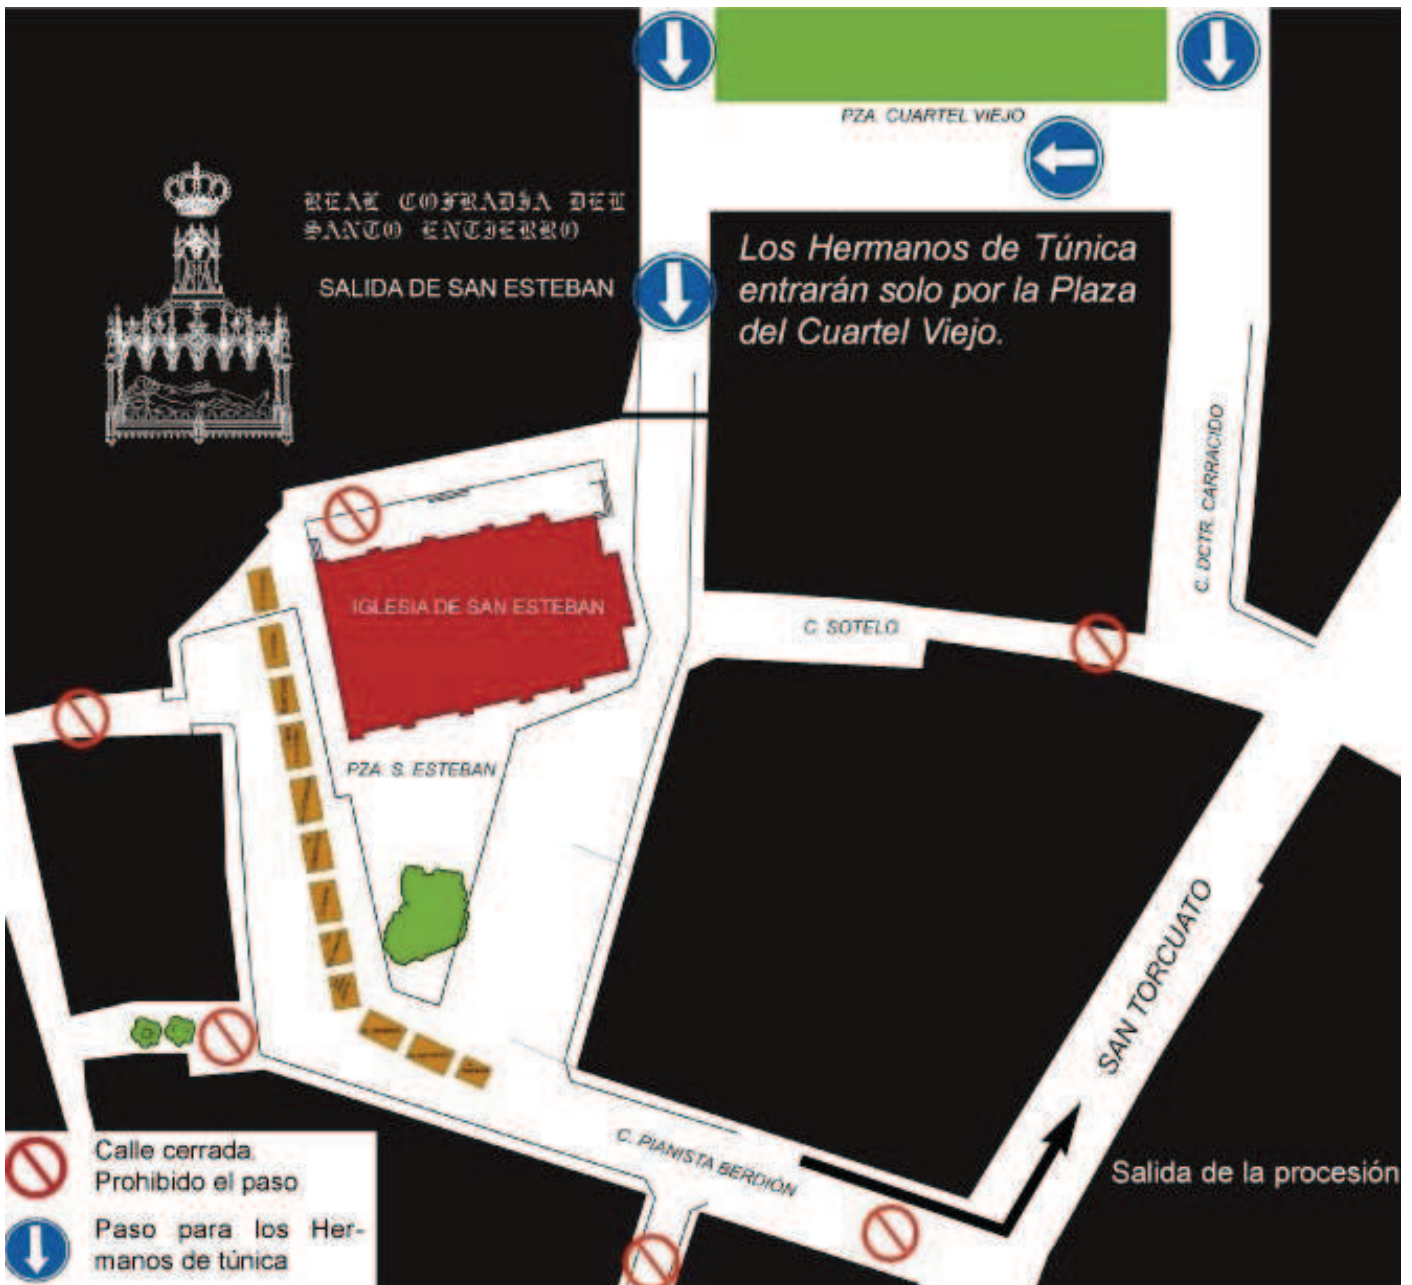 PZA. CUARTEL VIEJO
REAL COFRADÍA DEL
SANTO ENTIERRO
SALIDA DE SAN ESTEBAN
Los Hermanos de Túnica
entrarán solo por la Plaza
del Cuartel Viejo.
C. DCTR. CARRACIDO
IGLESIA DE SAN ESTEBAN
C. SOTELO
PZA. S. ESTEBAN
SAN TORCUATO
C. PIANISTA BERDIÓN
Salida de la procesión
Calle cerrada.
Prohibido el paso
Paso para los Her-
manos de túnica